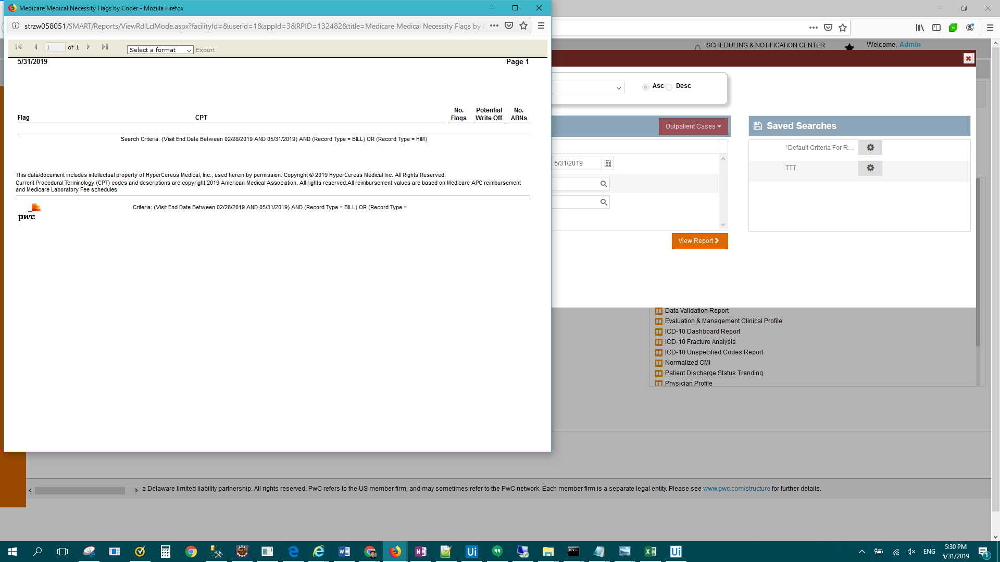 Medicare Medical Necessity Flags by Coder - Mozilla Firefox
strzw058051/SMART/Reports/ViewRdlLclMode.aspx?facilityId=&userid=1&appId=3&RPID=132482&title=Medicare Medical Necessity Flags by
1 of 1 Select a format Export
5/31/2019 Page 1
Flag CPT No. Flags Potential Write Off No. ABNs
Search Criteria: (Visit End Date Between 02/28/2019 AND 05/31/2019) AND (Record Type = BILL) OR (Record Type = HIM)
This data/document includes intellectual property of HyperCereus Medical, Inc., used herein by permission. Copyright © 2019 HyperCereus Medical Inc. All Rights Reserved.
Current Procedural Terminology (CPT) codes and descriptions are copyright 2019 American Medical Association. All rights reserved.All reimbursement values are based on Medicare APC reimbursement
and Medicare Laboratory Fee schedules.
pwc
Criteria: (Visit End Date Between 02/28/2019 AND 05/31/2019) AND (Record Type = BILL) OR (Record Type =
SCHEDULING & NOTIFICATION CENTER
Welcome, Admin
Asc Desc
Outpatient Cases
5/31/2019
View Report
Saved Searches
*Default Criteria For R...
TTT
Data Validation Report
Evaluation & Management Clinical Profile
ICD-10 Dashboard Report
ICD-10 Fracture Analysis
ICD-10 Unspecified Codes Report
Normalized CMI
Patient Discharge Status Trending
Physician Profile
a Delaware limited liability partnership. All rights reserved. PwC refers to the US member firm, and may sometimes refer to the PwC network. Each member firm is a separate legal entity. Please see www.pwc.com/structure for further details.
ENG
5:30 PM
5/31/2019
1